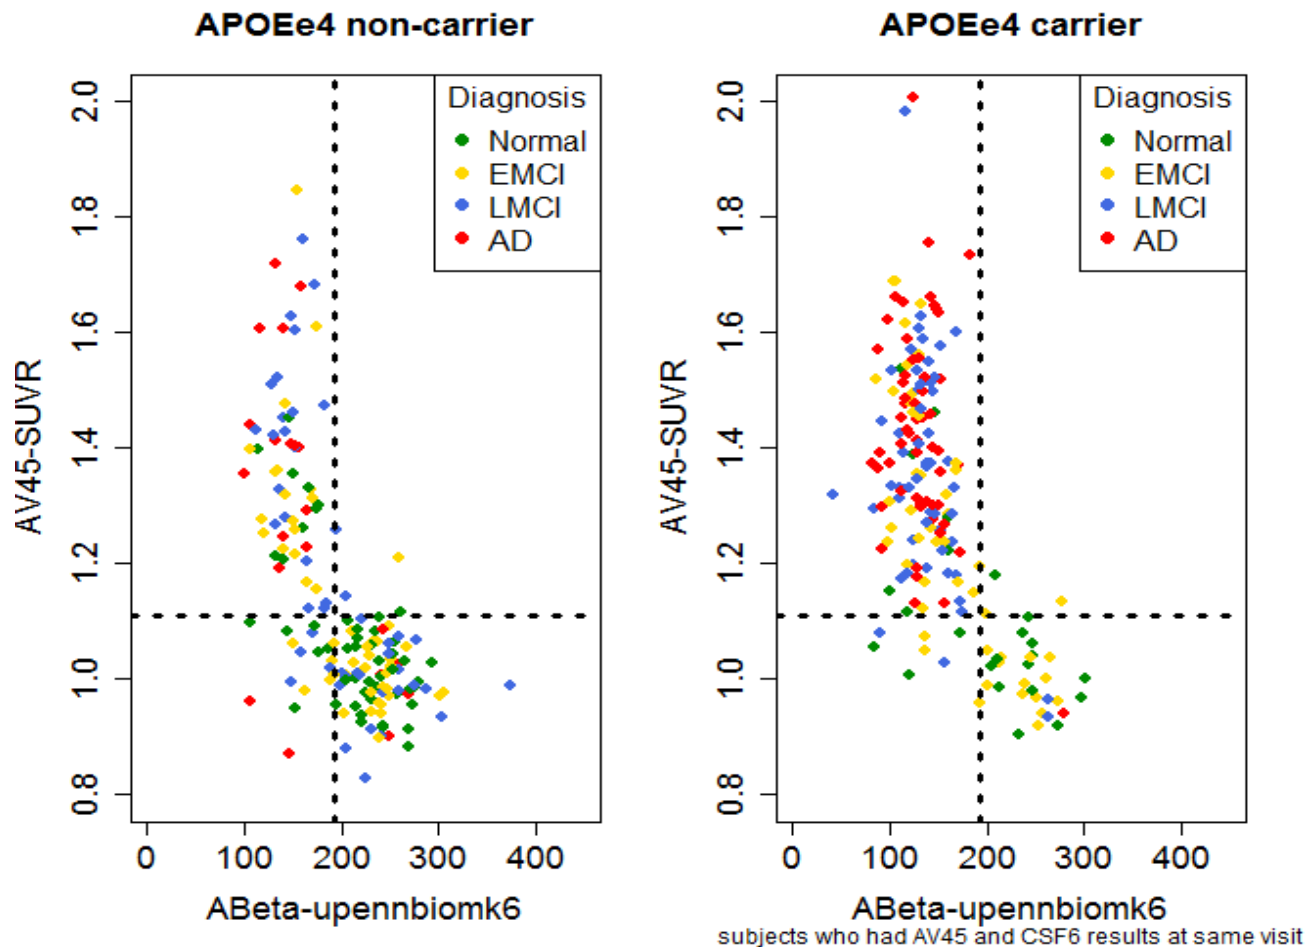 APOEe4 non-carrier
AV45-SUVR
2.0
1.8
1.6
1.4
1.2
1.0
0.8
Diagnosis
Normal
EMCI
LMCI
AD
0 100 200 300 400
ABeta-upennbiomk6
APOEe4 carrier
AV45-SUVR
2.0
1.8
1.6
1.4
1.2
1.0
0.8
Diagnosis
Normal
EMCI
LMCI
AD
0 100 200 300 400
ABeta-upennbiomk6
subjects who had AV45 and CSF6 results at same visit